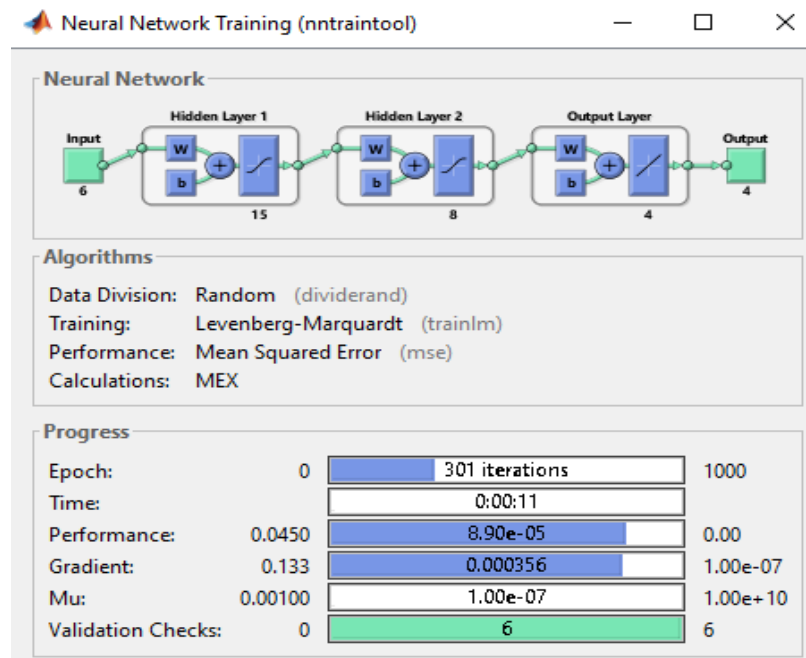 Neural Network Training (nntraintool)
Neural Network
Hidden Layer 1 Hidden Layer 2 Output Layer
Input Output
W W W
b b b
6 15 8 4 4
Algorithms
Data Division: Random (dividerand)
Training: Levenberg-Marquardt (trainlm)
Performance: Mean Squared Error (mse)
Calculations: MEX
Progress
Epoch: 0 301 iterations 1000
Time: 0:00:11
Performance: 0.0450 8.90e-05 0.00
Gradient: 0.133 0.000356 1.00e-07
Mu: 0.00100 1.00e-07 1.00e+10
Validation Checks: 0 6 6